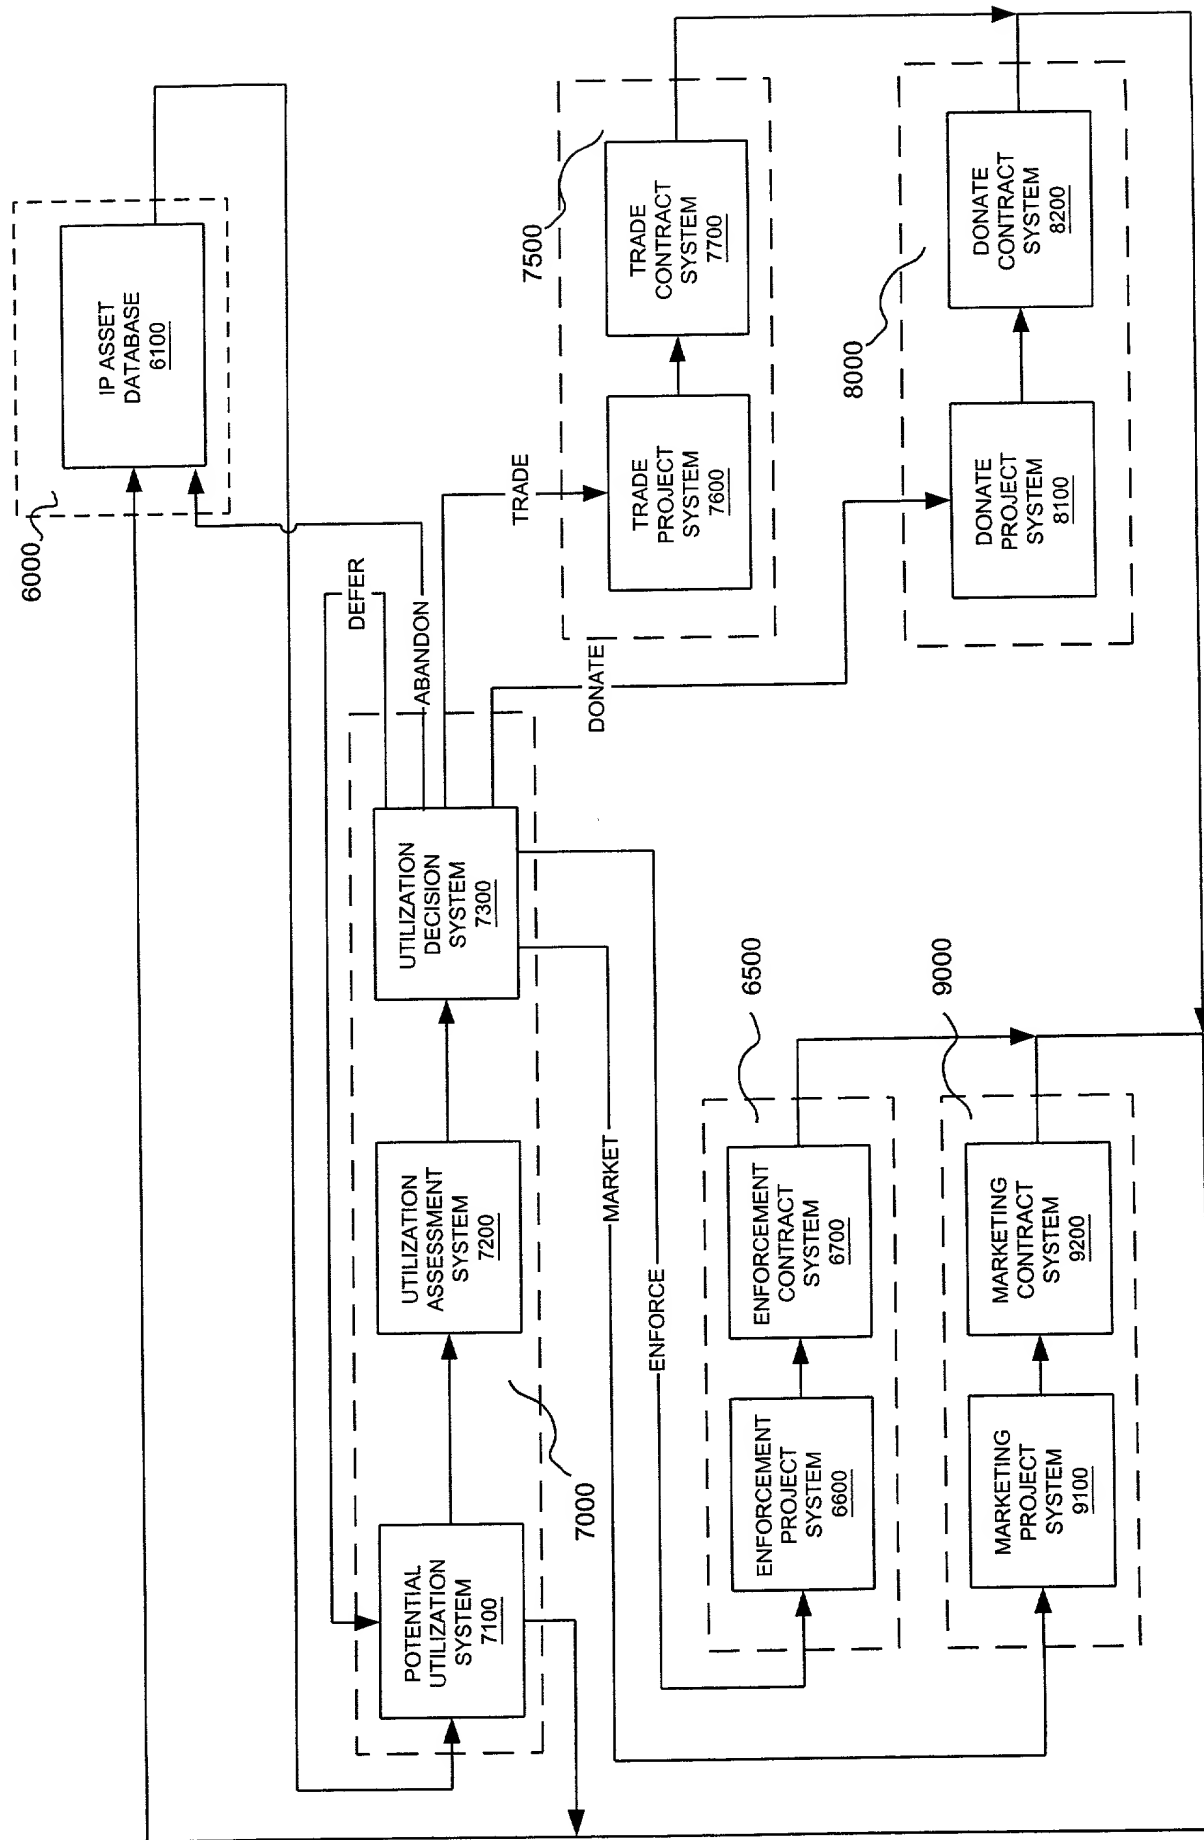 6000
IP ASSET
DATABASE
6100
DEFER
ABANDON
TRADE
DONATE
POTENTIAL
UTILIZATION
SYSTEM
7100
UTILIZATION
ASSESSMENT
SYSTEM
7200
UTILIZATION
DECISION
SYSTEM
7300
7000
MARKET
ENFORCE
7500
TRADE
PROJECT
SYSTEM
7600
TRADE
CONTRACT
SYSTEM
7700
8000
DONATE
PROJECT
SYSTEM
8100
DONATE
CONTRACT
SYSTEM
8200
6500
ENFORCEMENT
PROJECT
SYSTEM
6600
ENFORCEMENT
CONTRACT
SYSTEM
6700
9000
MARKETING
PROJECT
SYSTEM
9100
MARKETING
CONTRACT
SYSTEM
9200